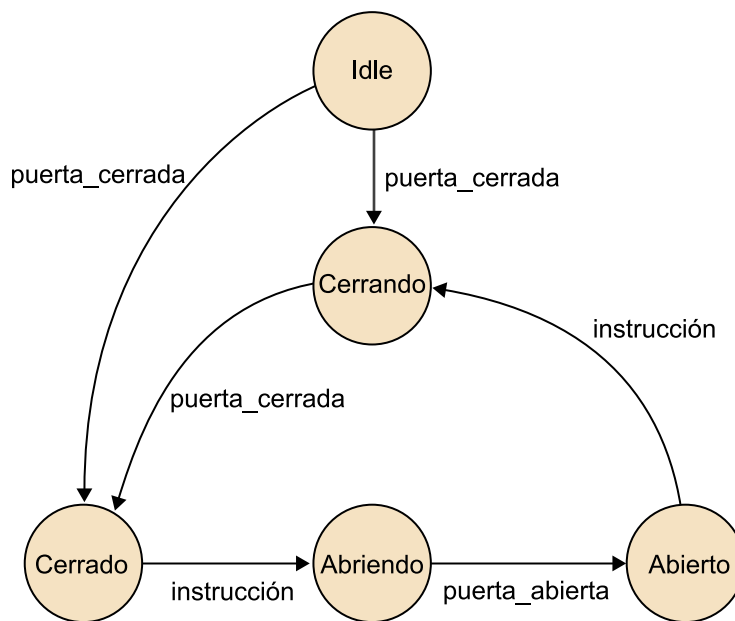 Idle
puerta_cerrada
puerta_cerrada
Cerrando
instrucción
puerta_cerrada
Cerrado
instrucción
Abriendo
puerta_abierta
Abierto